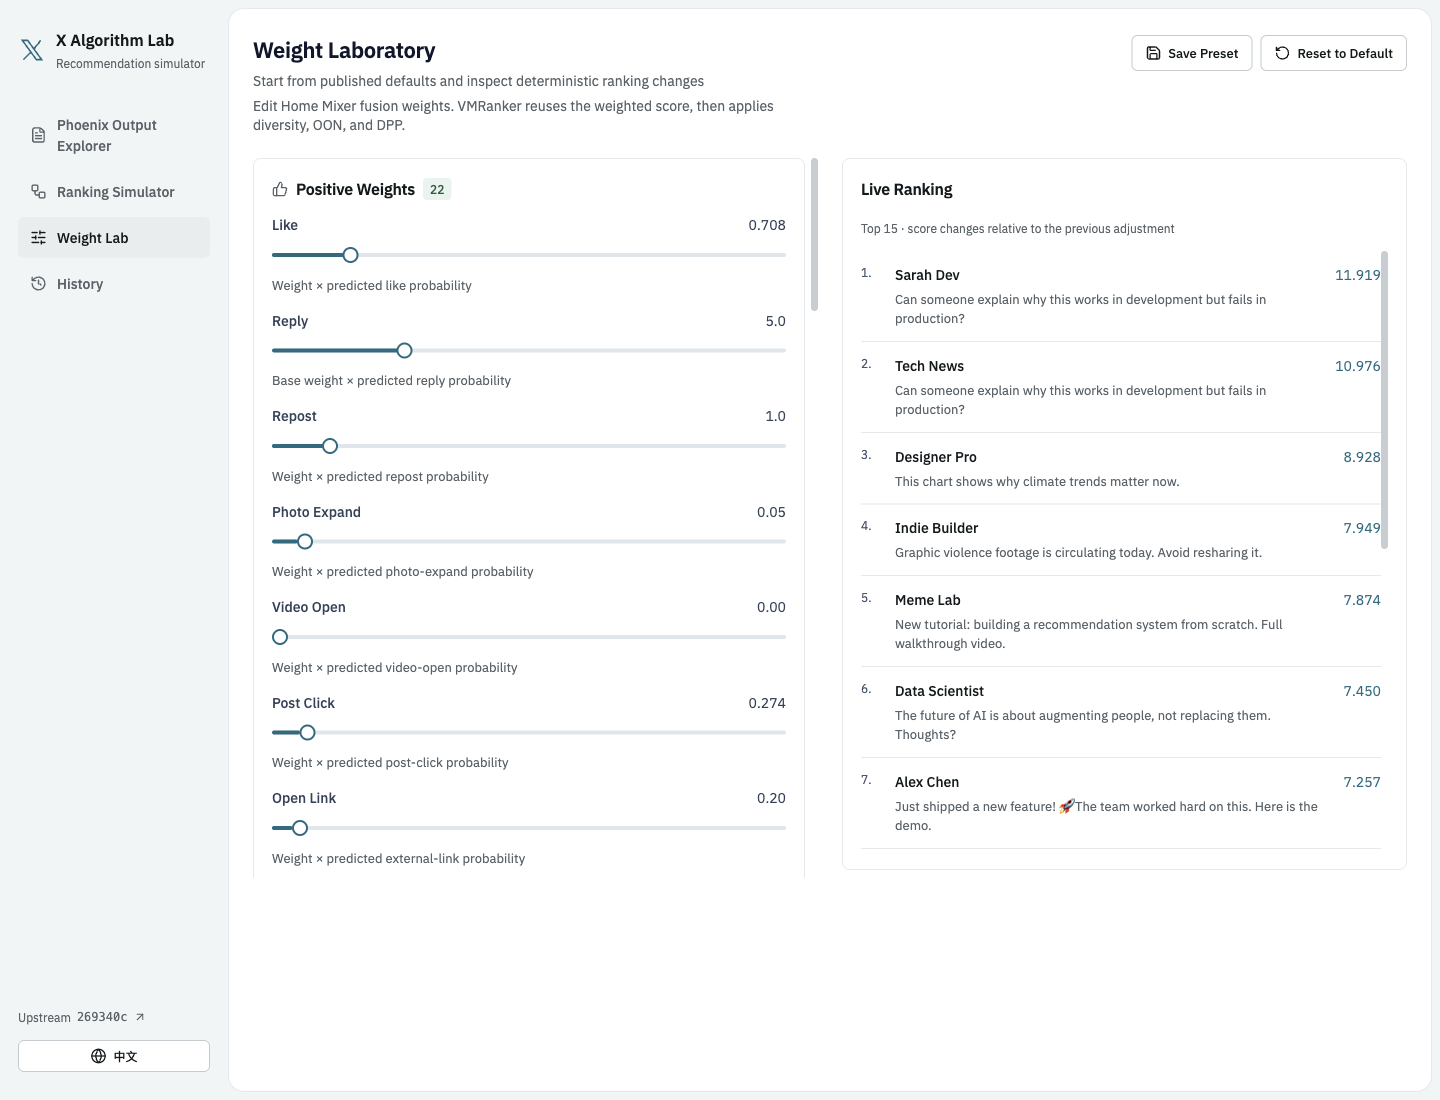 X Algorithm Lab
Recommendation simulator
Phoenix Output
Explorer
Ranking Simulator
Weight Lab
History
Upstream 269340c
中文
Weight Laboratory
Start from published defaults and inspect deterministic ranking changes
Edit Home Mixer fusion weights. VMRanker reuses the weighted score, then applies
diversity, OON, and DPP.
Save Preset
Reset to Default
Positive Weights 22
Like 0.708
Weight × predicted like probability
Reply 5.0
Base weight × predicted reply probability
Repost 1.0
Weight × predicted repost probability
Photo Expand 0.05
Weight × predicted photo-expand probability
Video Open 0.00
Weight × predicted video-open probability
Post Click 0.274
Weight × predicted post-click probability
Open Link 0.20
Weight × predicted external-link probability
Live Ranking
Top 15 · score changes relative to the previous adjustment
1. Sarah Dev 11.919
Can someone explain why this works in development but fails in
production?
2. Tech News 10.976
Can someone explain why this works in development but fails in
production?
3. Designer Pro 8.928
This chart shows why climate trends matter now.
4. Indie Builder 7.949
Graphic violence footage is circulating today. Avoid resharing it.
5. Meme Lab 7.874
New tutorial: building a recommendation system from scratch. Full
walkthrough video.
6. Data Scientist 7.450
The future of AI is about augmenting people, not replacing them.
Thoughts?
7. Alex Chen 7.257
Just shipped a new feature! 🚀The team worked hard on this. Here is the
demo.